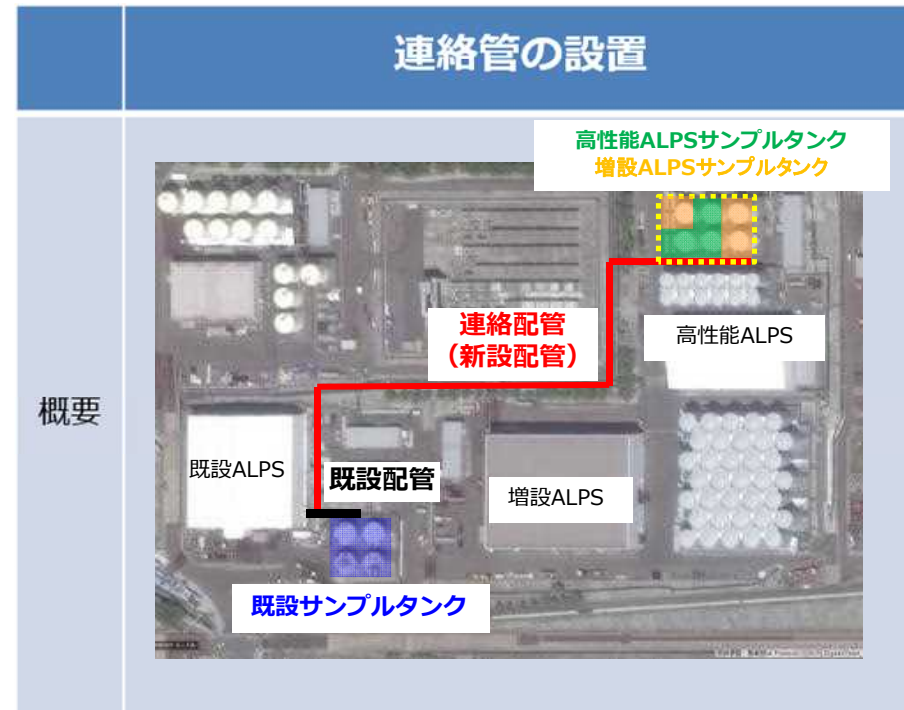 連絡管の設置
概要
高性能ALPSサンプルタンク
増設ALPSサンプルタンク
連絡配管
（新設配管）
高性能ALPS
既設ALPS
既設配管
増設ALPS
既設サンプルタンク